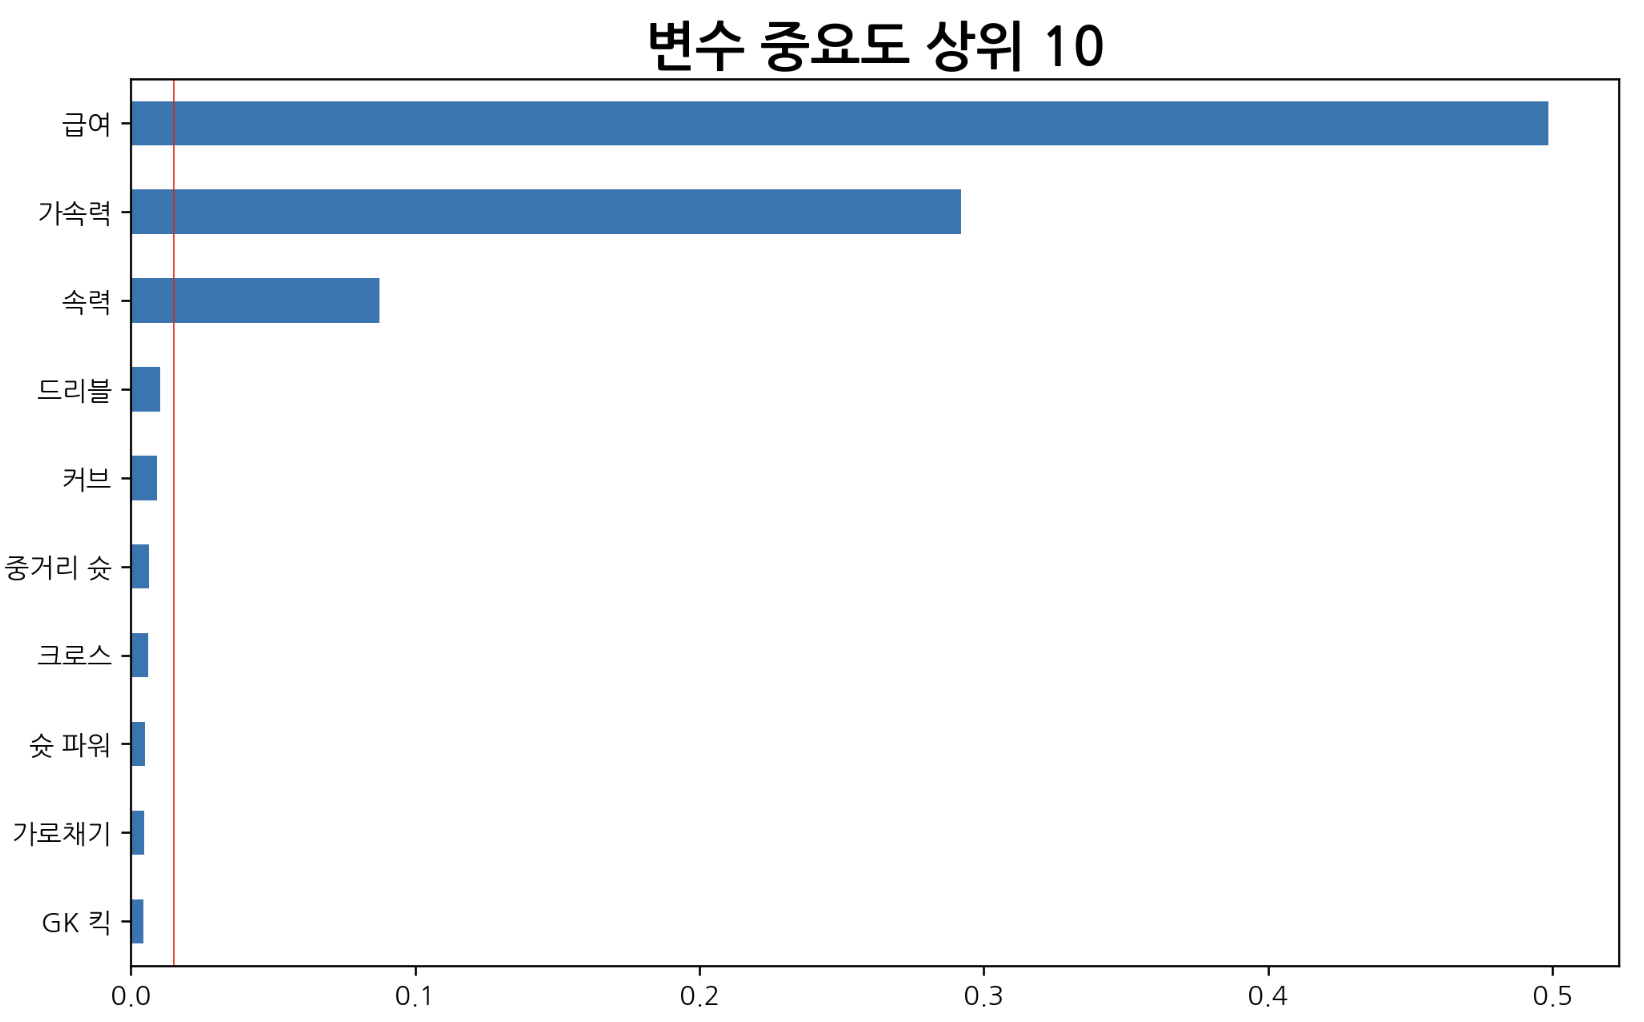 변수 중요도 상위 10
급여
가속력
속력
드리블
커브
중거리 슛
크로스
슛 파워
가로채기
GK 킥
0.0 0.1 0.2 0.3 0.4 0.5